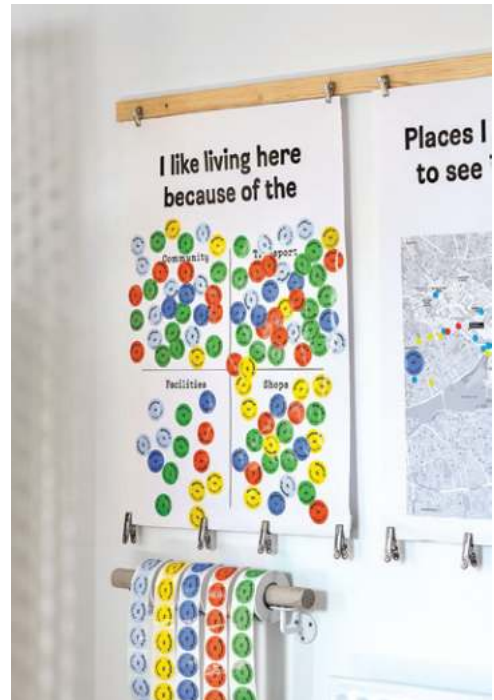 I like living here
because of the
Community
Transport
Facilities
Shops
Places I
to see